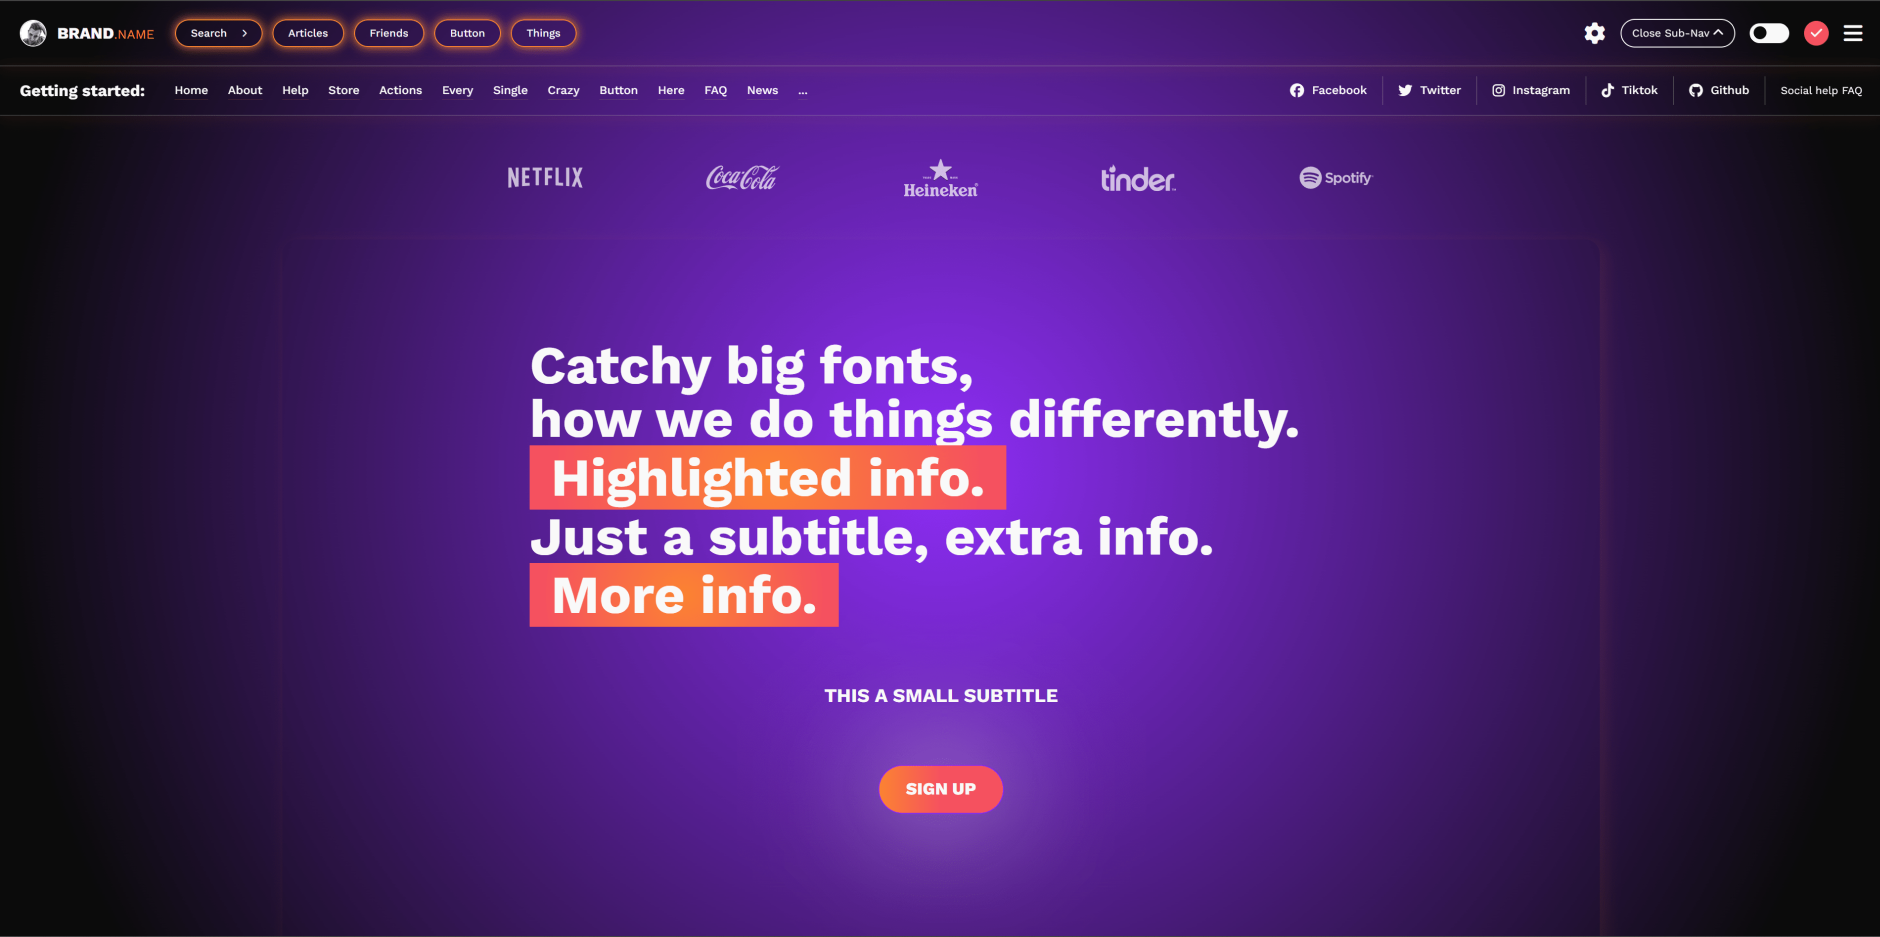 BRAND.NAME Search Articles Friends Button Things Close Sub-Nav
Getting started: Home About Help Store Actions Every Single Crazy Button Here FAQ News ... Facebook Twitter Instagram Tiktok Github Social help FAQ
NETFLIX Coca-Cola Heineken tinder Spotify
Catchy big fonts,
how we do things differently.
Highlighted info.
Just a subtitle, extra info.
More info.
THIS A SMALL SUBTITLE
SIGN UP